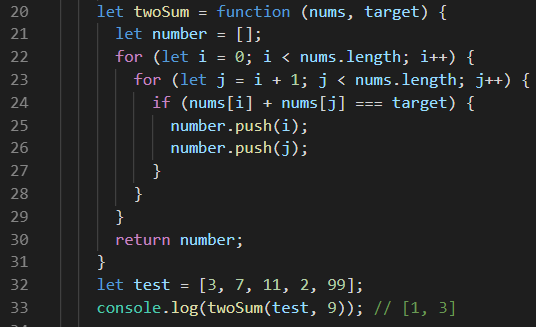 20 let twoSum = function (nums, target) {
21 let number = [];
22 for (let i = 0; i < nums.length; i++) {
23 for (let j = i + 1; j < nums.length; j++) {
24 if (nums[i] + nums[j] === target) {
25 number.push(i);
26 number.push(j);
27 }
28 }
29 }
30 return number;
31 }
32 let test = [3, 7, 11, 2, 99];
33 console.log(twoSum(test, 9)); // [1, 3]